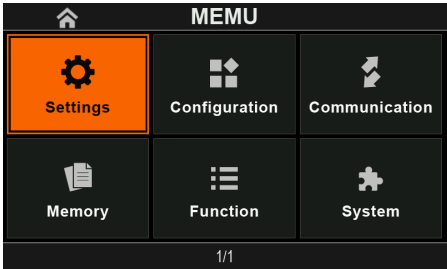 MEMU
Settings
Configuration
Communication
Memory
Function
System
1/1